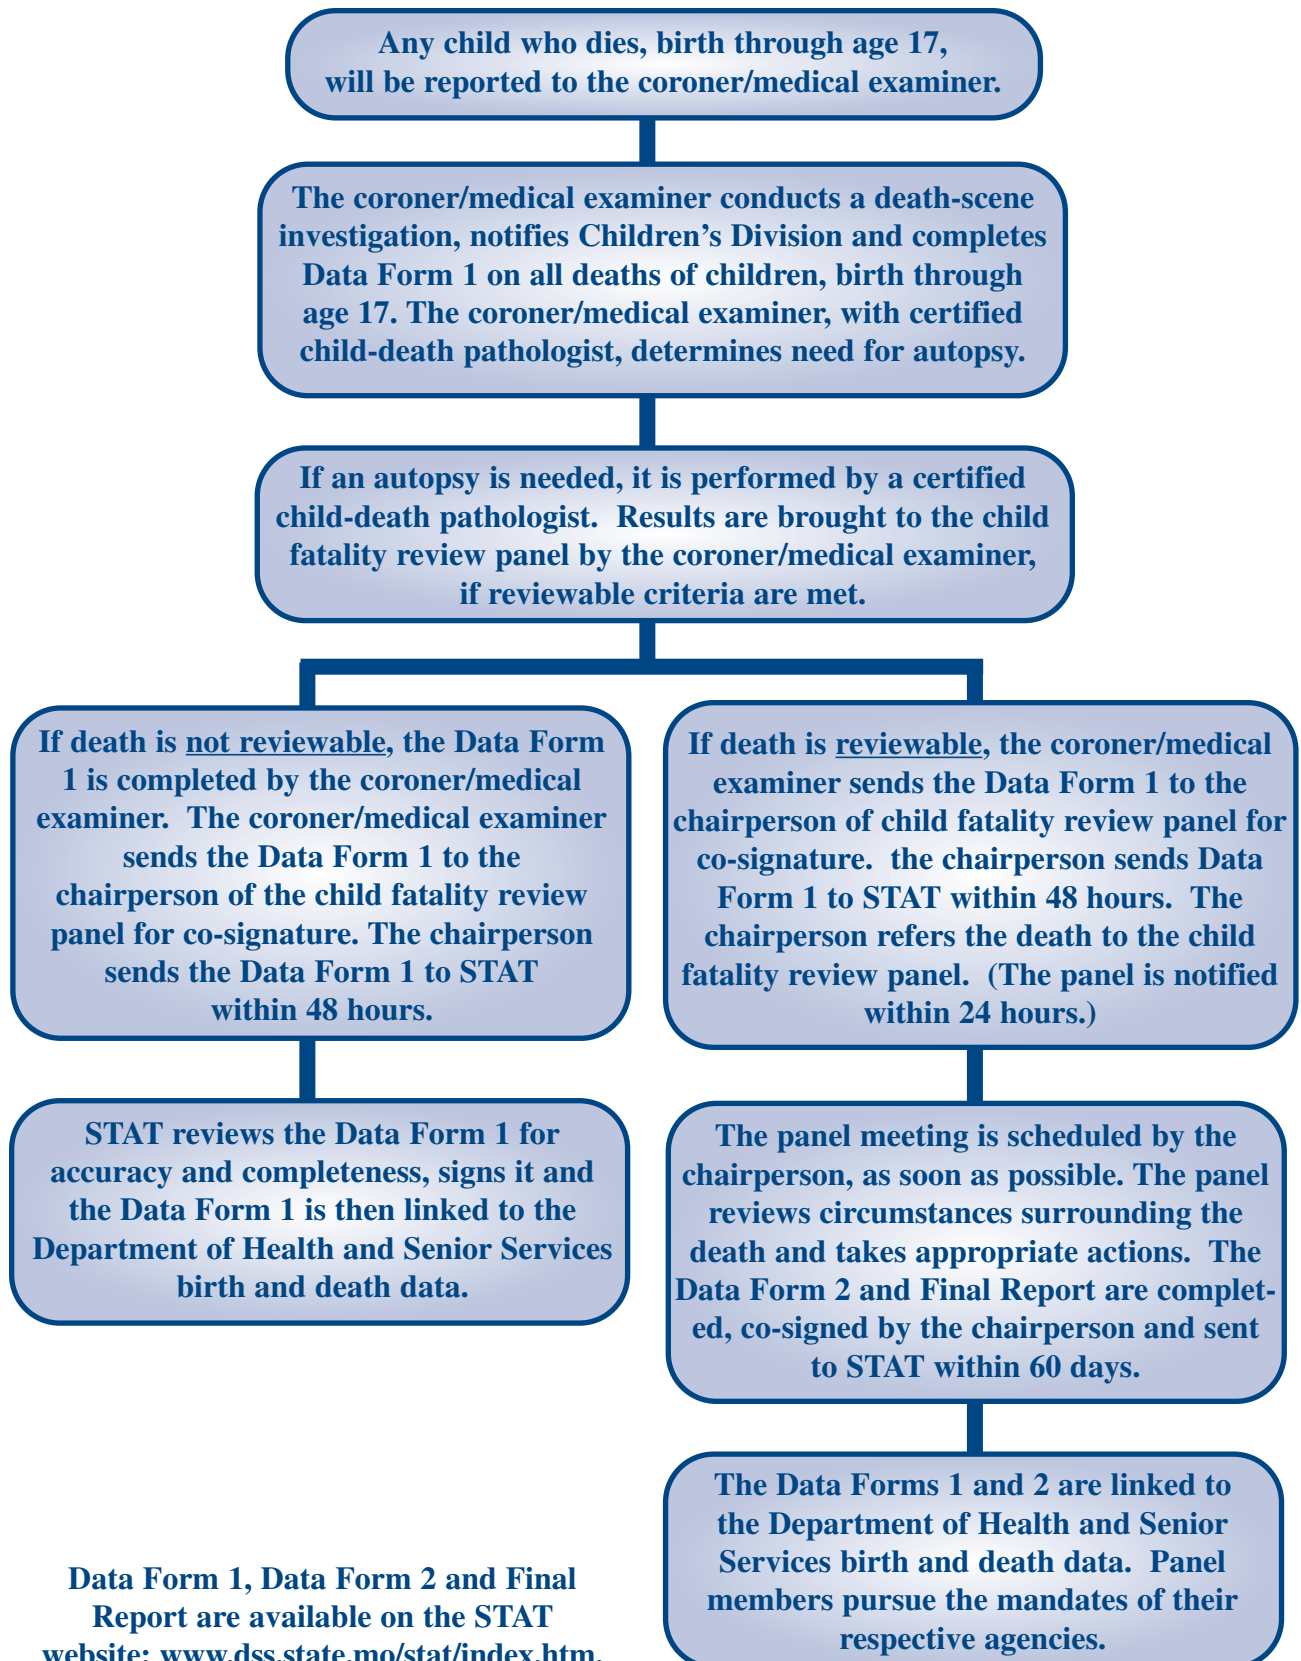 Any child who dies, birth through age 17,
will be reported to the coroner/medical examiner.
The coroner/medical examiner conducts a death-scene
investigation, notifies Children’s Division and completes
Data Form 1 on all deaths of children, birth through
age 17. The coroner/medical examiner, with certified
child-death pathologist, determines need for autopsy.
If an autopsy is needed, it is performed by a certified
child-death pathologist.  Results are brought to the child
fatality review panel by the coroner/medical examiner,
if reviewable criteria are met.
If death is not reviewable, the Data Form
1 is completed by the coroner/medical
examiner.  The coroner/medical examiner
sends the Data Form 1 to the
chairperson of the child fatality review
panel for co-signature. The chairperson
sends the Data Form 1 to STAT
within 48 hours.
If death is reviewable, the coroner/medical
examiner sends the Data Form 1 to the
chairperson of child fatality review panel for
co-signature.  the chairperson sends Data
Form 1 to STAT within 48 hours.  The
chairperson refers the death to the child
fatality review panel.  (The panel is notified
within 24 hours.)
STAT reviews the Data Form 1 for
accuracy and completeness, signs it and
the Data Form 1 is then linked to the
Department of Health and Senior Services
birth and death data.
The panel meeting is scheduled by the
chairperson, as soon as possible. The panel
reviews circumstances surrounding the
death and takes appropriate actions.  The
Data Form 2 and Final Report are complet-
ed, co-signed by the chairperson and sent
to STAT within 60 days.
The Data Forms 1 and 2 are linked to
the Department of Health and Senior
Services birth and death data.  Panel
members pursue the mandates of their
respective agencies.
Data Form 1, Data Form 2 and Final
Report are available on the STAT
website: www.dss.state.mo/stat/index.htm.